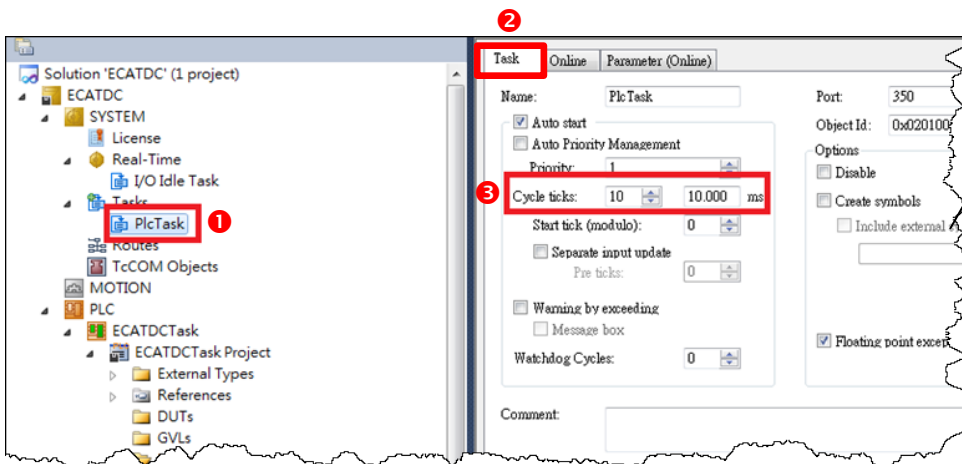 ❷
Solution 'ECATDC' (1 project)
ECATDC
SYSTEM
License
Real-Time
I/O Idle Task
Tasks
PlcTask ❶
Routes
TcCOM Objects
MOTION
PLC
ECATDCTask
ECATDCTask Project
External Types
References
DUTs
GVLs
Task Online Parameter (Online)
Name: PlcTask
Auto start
Auto Priority Management
Priority: 1
❸ Cycle ticks: 10 10.000 ms
Start tick (modulo): 0
Separate input update
Pre ticks: 0
Warning by exceeding
Message box
Watchdog Cycles: 0
Comment:
Port: 350
Object Id: 0x020100
Options
Disable
Create symbols
Include external
Floating point excep